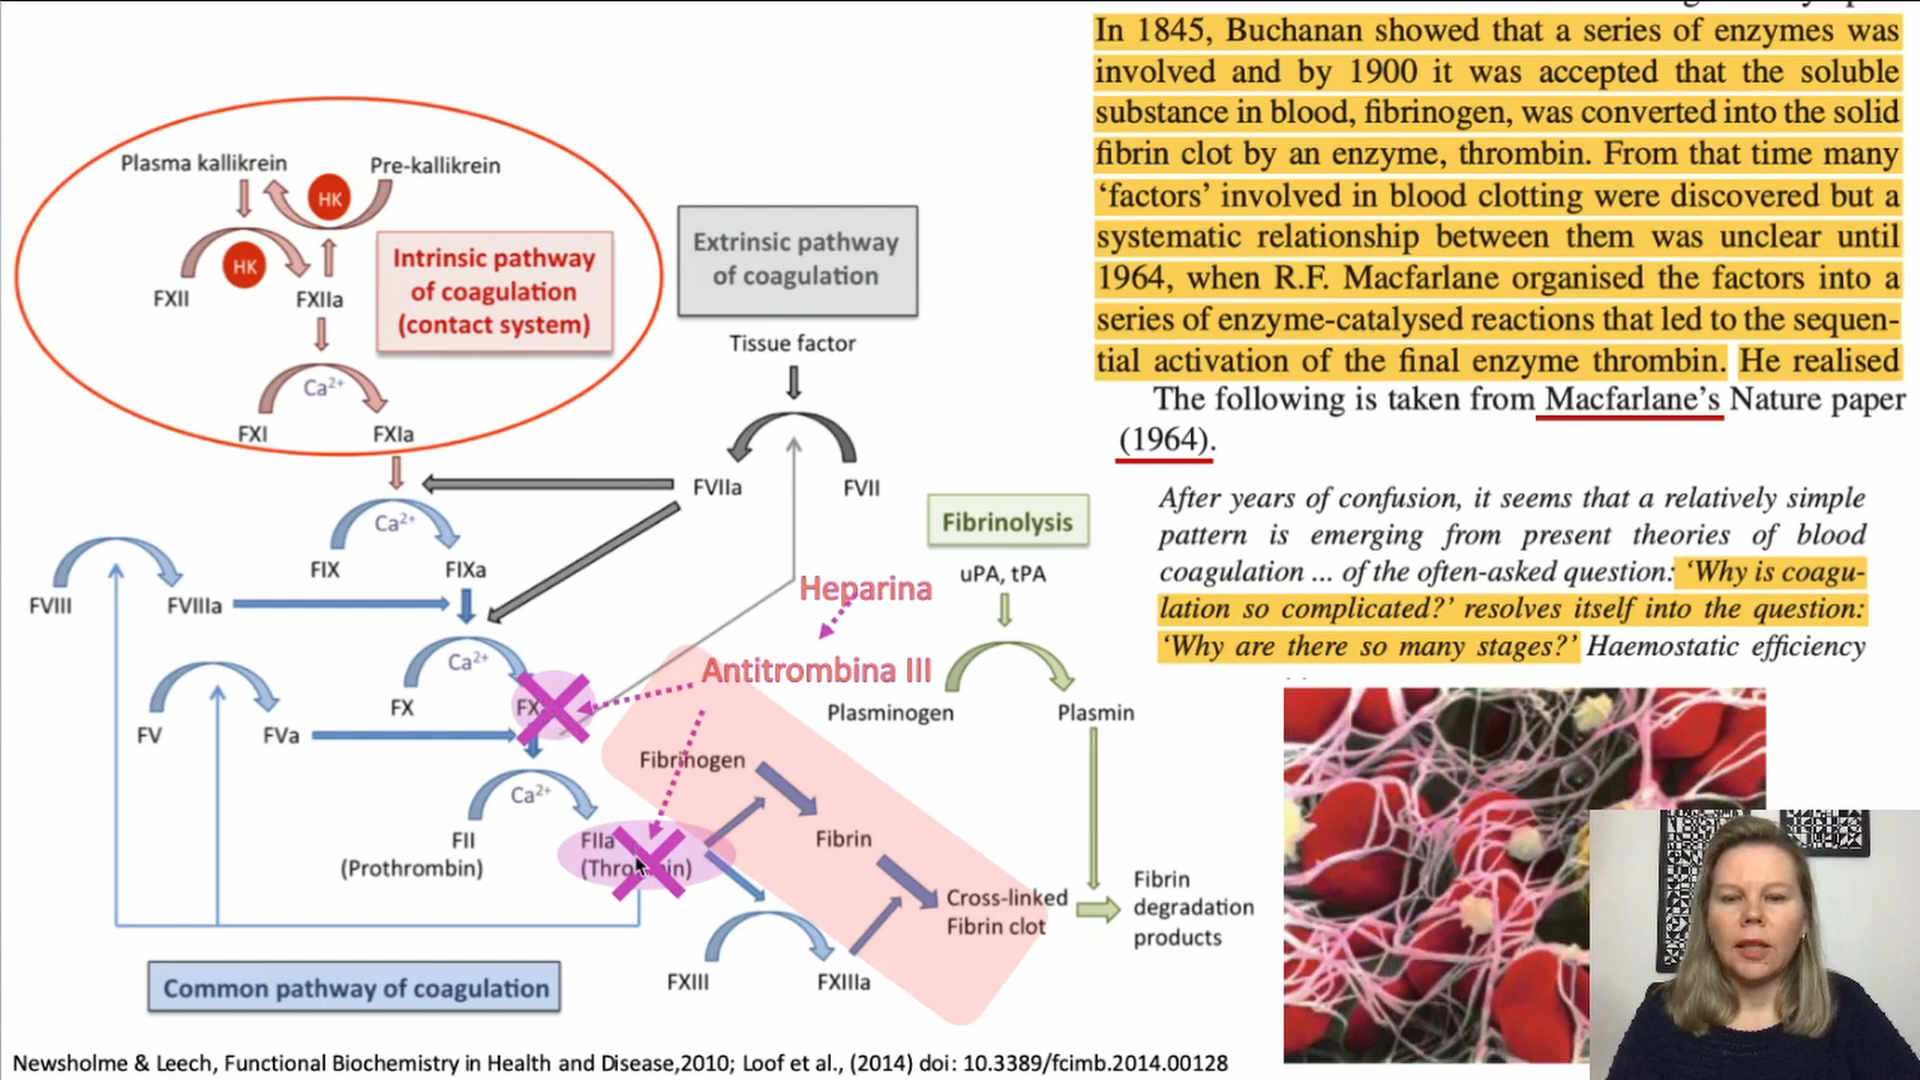 In 1845, Buchanan showed that a series of enzymes was
involved and by 1900 it was accepted that the soluble
substance in blood, fibrinogen, was converted into the solid
fibrin clot by an enzyme, thrombin. From that time many
‘factors’ involved in blood clotting were discovered but a
systematic relationship between them was unclear until
1964, when R.F. Macfarlane organised the factors into a
series of enzyme-catalysed reactions that led to the sequen-
tial activation of the final enzyme thrombin. He realised
The following is taken from Macfarlane’s Nature paper
(1964).
After years of confusion, it seems that a relatively simple
pattern is emerging from present theories of blood
coagulation ... of the often-asked question: ‘Why is coagu-
lation so complicated?’ resolves itself into the question:
‘Why are there so many stages?’ Haemostatic efficiency
Plasma kallikrein
Pre-kallikrein
HK
HK
FXII
FXIIa
Intrinsic pathway
of coagulation
(contact system)
Ca2+
FXI
FXIa
Extrinsic pathway
of coagulation
Tissue factor
FVIIa
FVII
Ca2+
FIX
FIXa
FVIII
FVIIIa
Ca2+
FX
FX
FV
FVa
Ca2+
FII
(Prothrombin)
FIIa
Heparina
Antitrombina III
Fibrinolysis
uPA, tPA
Plasminogen
Plasmin
Fibrinogen
Fibrin
Cross-linked
Fibrin clot
Fibrin
degradation
products
FXIII
FXIIIa
Common pathway of coagulation
Newsholme & Leech, Functional Biochemistry in Health and Disease,2010; Loof et al., (2014) doi: 10.3389/fcimb.2014.00128